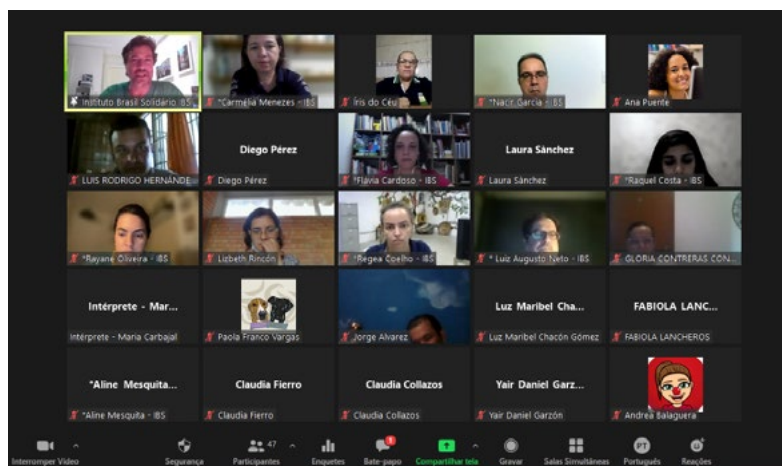 Instituto Brasil Solidário IBS
*Carmélia Menezes - IBS
Íris do Céu
*Nacir Garcia - IBS
Ana Puente
LUIS RODRIGO HERNÁNDE...
Diego Pérez
Diego Pérez
*Flavia Cardoso - IBS
Laura Sánchez
Laura Sánchez
*Raquel Costa - IBS
*Rayane Oliveira - IBS
Lizbeth Rincón
*Regea Coelho - IBS
* Luiz Augusto Neto - IBS
GLORIA CONTRERAS CON...
Intérprete - Mar...
Intérprete - Maria Carbajal
Paola Franco Vargas
Jorge Alvarez
Luz Maribel Cha...
Luz Maribel Chacón Gómez
FABIOLA LANC...
FABIOLA LANCHEROS
*Aline Mesquita...
*Aline Mesquita - IBS
Claudia Fierro
Claudia Fierro
Claudia Collazos
Claudia Collazos
Yair Daniel Garz...
Yair Daniel Garzón
Andrea Balaguera
Interromper Vídeo
Segurança
47
Participantes
Enquetes
1
Bate-papo
Compartilhar tela
Gravar
Salas Simultâneas
PT
Português
Reações